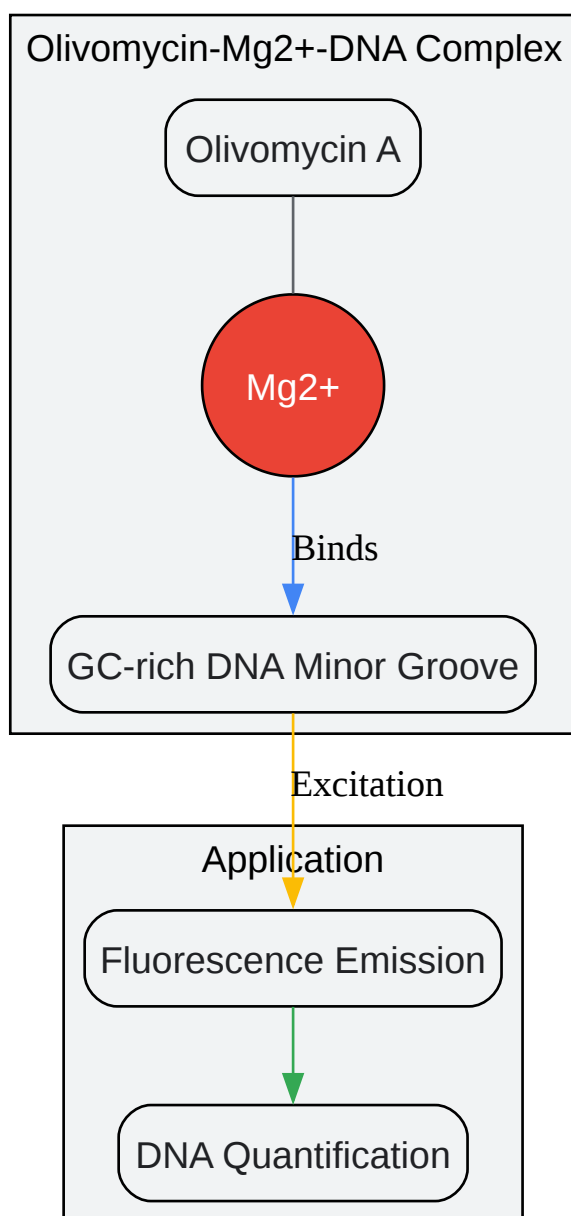 Olivomycin-Mg2+-DNA Complex
Olivomycin A
Mg2+
Binds
GC-rich DNA Minor Groove
Excitation
Application
Fluorescence Emission
DNA Quantification